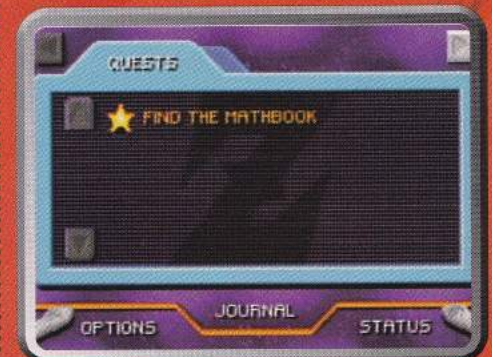 QUESTS
FIND THE MATHBOOK
JOURNAL
OPTIONS
STATUS